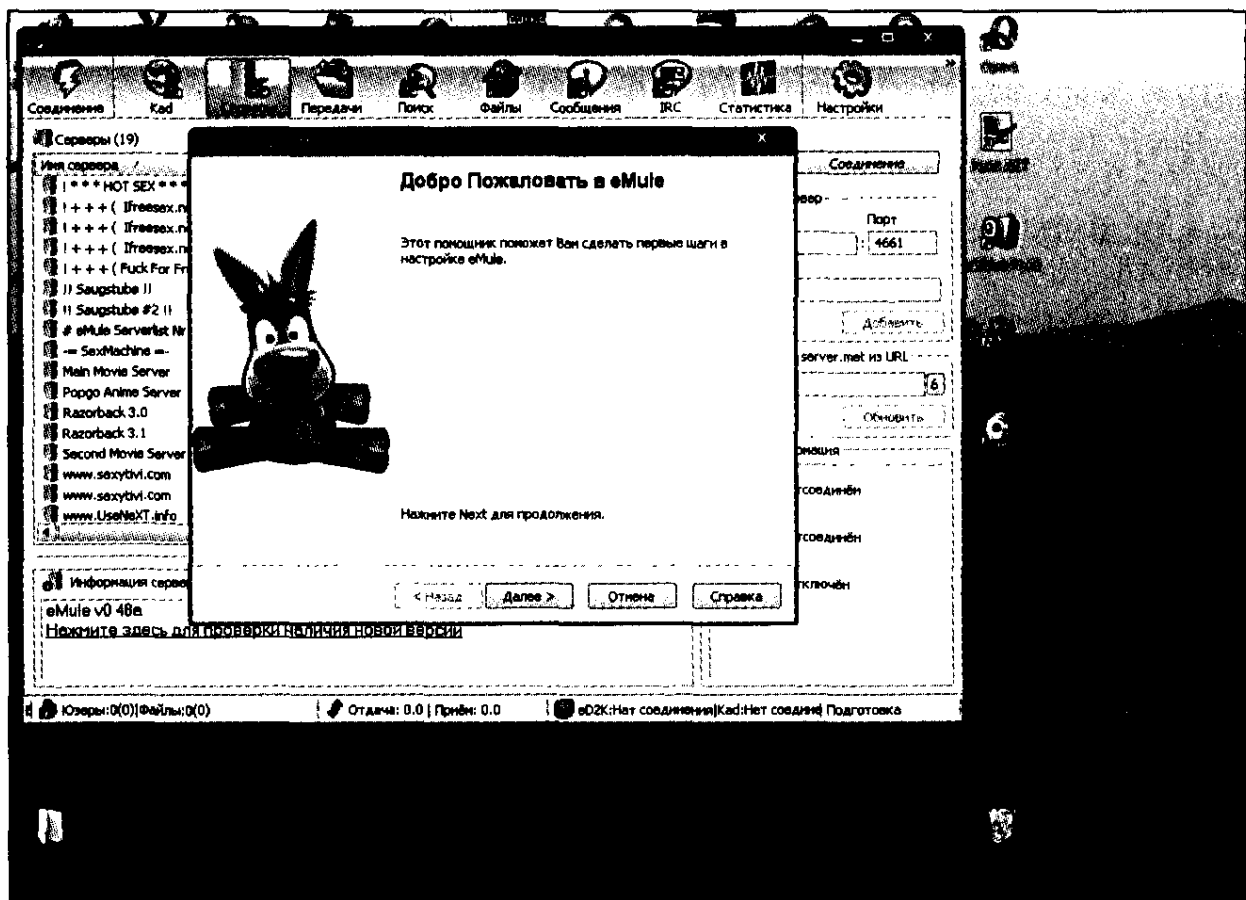 Соединение Kad Серверы Передачи Поиск Файлы Сообщения IRC Статистика Настройки
Серверы (19)
Имя сервера
! * * * HOT SEX * * *
! + + + (
! + + + (
! + + + (
! + + + ( Fuck For
!! Saugstube !!
!! Saugstube #2 !!
# eMule Serverlist Nr
-= SexMachine =-
Main Movie Server
Popgo Anime Server
Razorback 3.0
Razorback 3.1
Second Movie Server
www.sexytivi.com
www.sexytivi.com
www.UseNeXT.info
Добро Пожаловать в eMule
Этот помощник поможет Вам сделать первые шаги в
настройке eMule.
Нажмите Next для продолжения.
< Назад Далее > Отмена Справка
Соединение
Порт
: 4661
Добавить
server.met из URL
Обновить
Информация
eMule v0.48a
Нажмите здесь для проверки наличия новой версии
Юзеры:0(0)|Файлы:0(0) Отдача: 0.0 | Приём: 0.0 eD2K:Нет соединения|Kad:Нет Подготовка
Opera